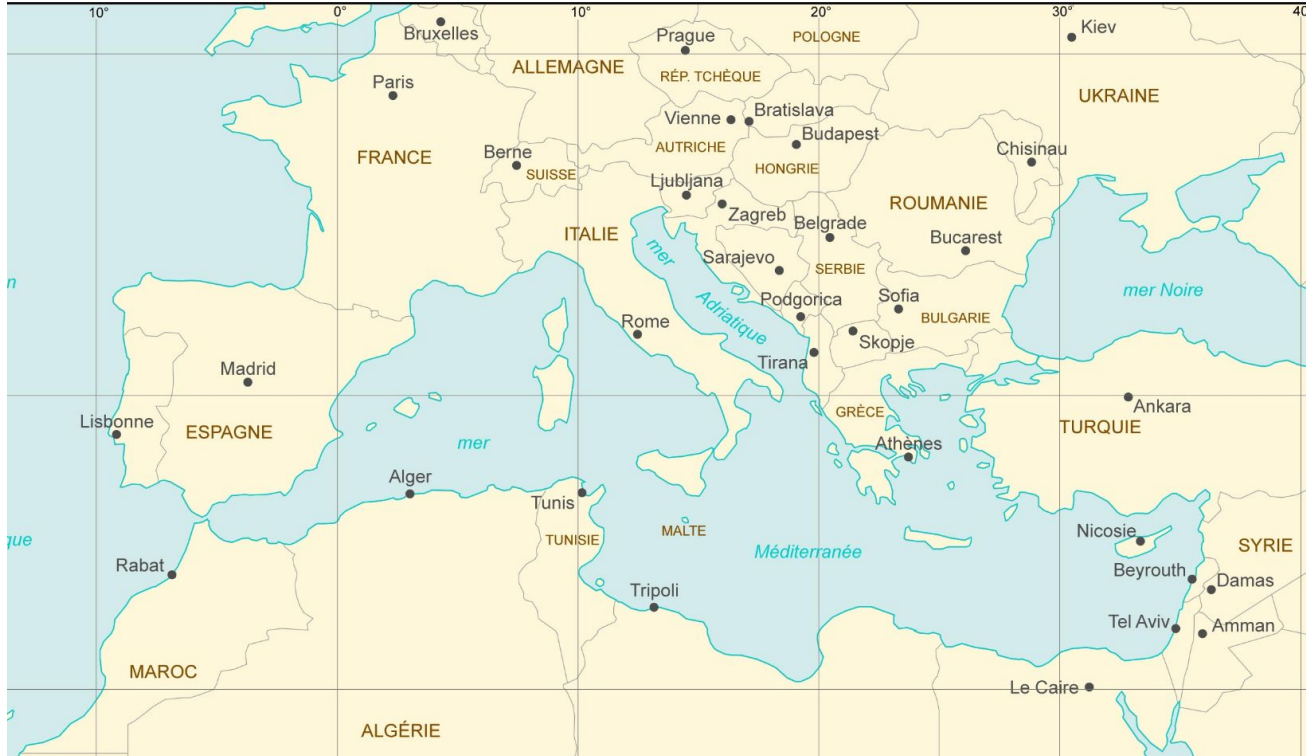 10° 0° 10° 20° 30° 40
Bruxelles
Prague
POLOGNE
Kiev
ALLEMAGNE
RÉP. TCHÈQUE
Paris
UKRAINE
Vienne
Bratislava
Budapest
AUTRICHE
Chisinau
FRANCE
Berne
SUISSE
HONGRIE
Ljubljana
Zagreb
ROUMANIE
Belgrade
ITALIE
Bucarest
mer
Adriatique
Sarajevo
SERBIE
n
mer Noire
Podgorica
Sofia
BULGARIE
Rome
Skopje
Tirana
Madrid
Ankara
Lisbonne
ESPAGNE
GRÈCE
TURQUIE
mer
Athènes
Alger
Tunis
MALTE
Nicosie
que
TUNISIE
Méditerranée
SYRIE
Rabat
Beyrouth
Damas
Tripoli
Tel Aviv
Amman
MAROC
Le Caire
ALGÉRIE